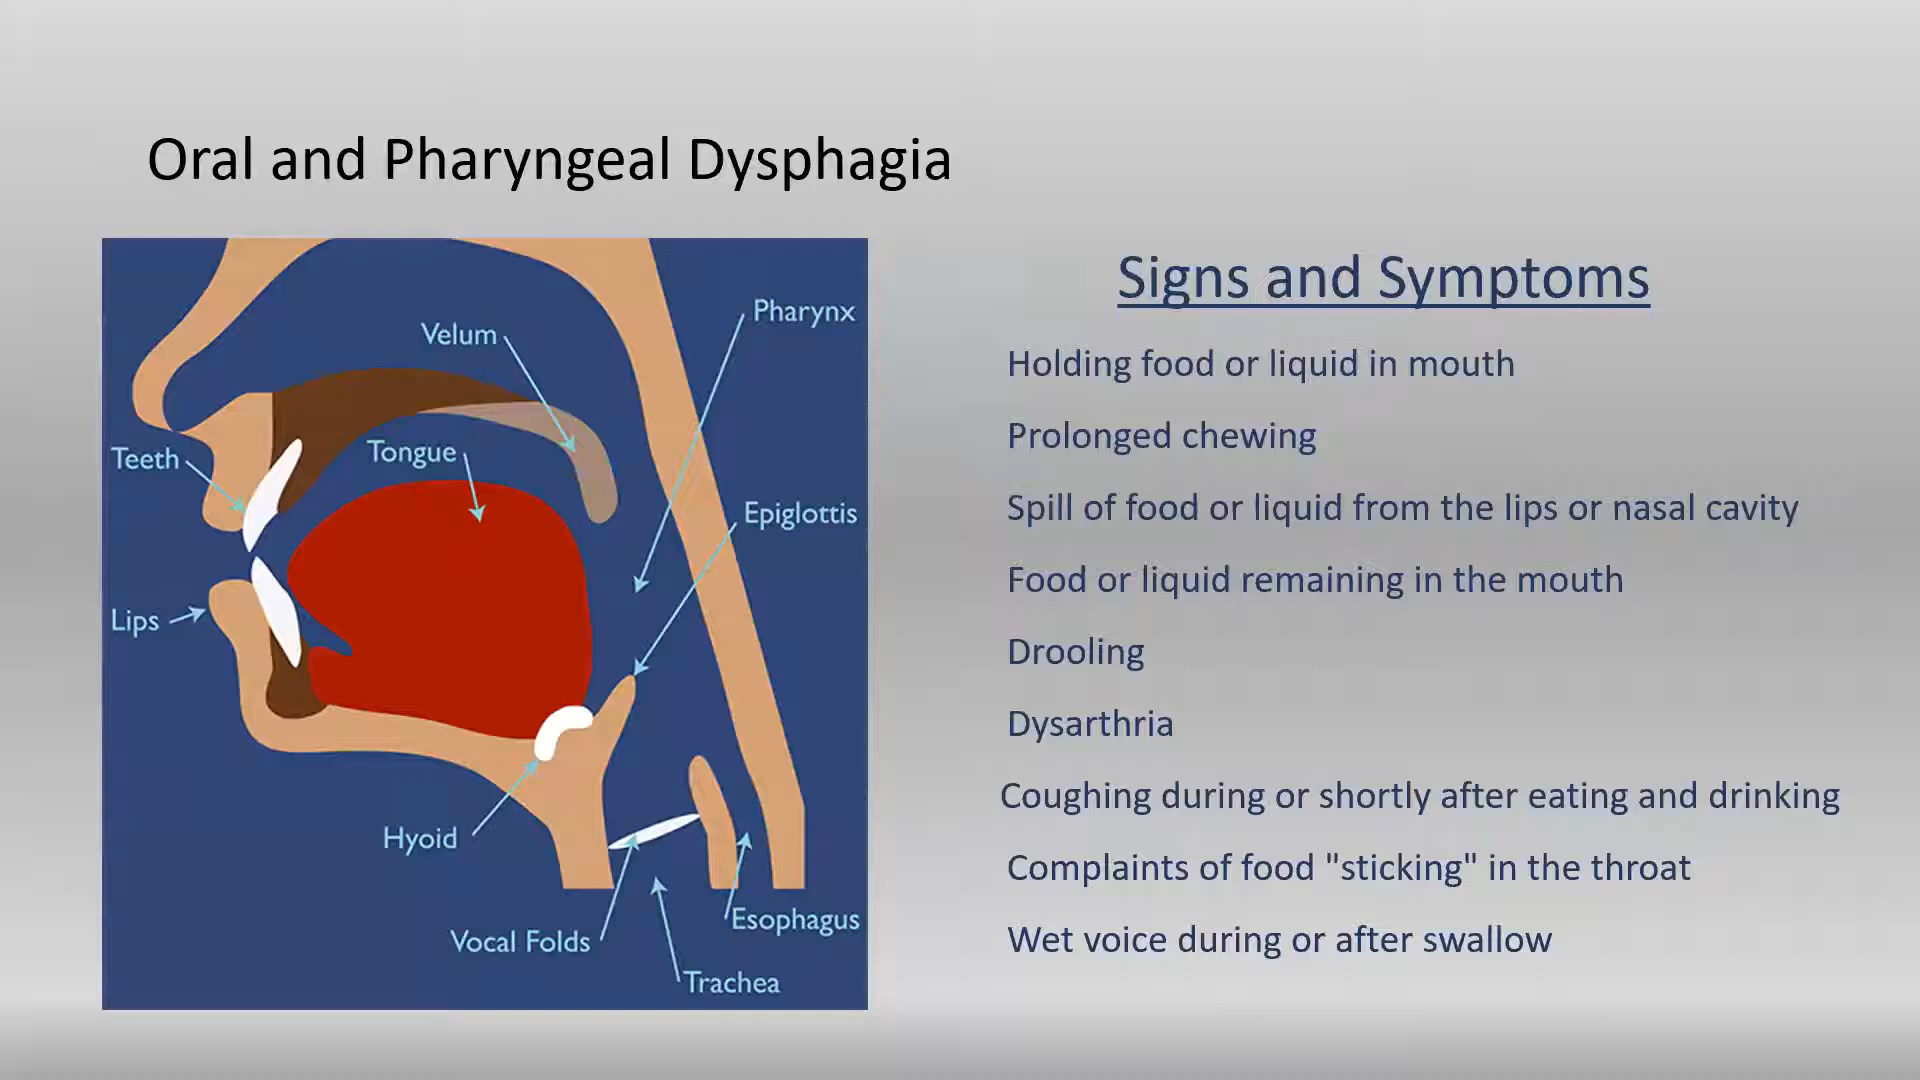 Oral and Pharyngeal Dysphagia
Pharynx
Velum
Teeth
Tongue
Epiglottis
Lips
Hyoid
Vocal Folds
Esophagus
Trachea
Signs and Symptoms
Holding food or liquid in mouth
Prolonged chewing
Spill of food or liquid from the lips or nasal cavity
Food or liquid remaining in the mouth
Drooling
Dysarthria
Coughing during or shortly after eating and drinking
Complaints of food "sticking" in the throat
Wet voice during or after swallow